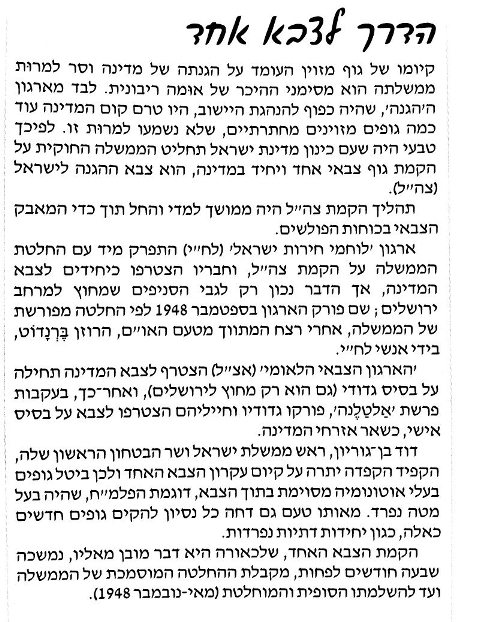 הדרך לצבא אחד
קיומו של גוף מזוין העומד על הגנתה של מדינה וסר למרות
ממשלתה הוא מסימני ההיכר של אומה ריבונית. לבד מארגון
ה'הגנה', שהיה כפוף להנהגת היישוב, היו טרם קום המדינה עוד
כמה גופים מזוינים מחתרתיים, שלא נשמעו למרות זו. לפיכך
טבעי היה שעם כינון מדינת ישראל תחליט הממשלה החוקית על
הקמת גוף צבאי אחד ויחיד במדינה, הוא צבא ההגנה לישראל
(צה"ל).
תהליך הקמת צה"ל היה ממושך למדי והחל תוך כדי המאבק
הצבאי בכוחות הפולשים.
ארגון 'לוחמי חירות ישראל' (לח"י) התפרק מיד עם החלטת
הממשלה על הקמת צה"ל, וחבריו הצטרפו כיחידים לצבא
המדינה, אך הדבר נכון רק לגבי הסניפים שמחוץ למרחב
ירושלים; שם פורק הארגון בספטמבר 1948 לפי החלטה מפורשת
של הממשלה, אחרי רצח המתווך מטעם האו"ם, הרוזן בֶּרְנָדוֹט,
בידי אנשי לח"י.
'הארגון הצבאי הלאומי' (אצ"ל) הצטרף לצבא המדינה תחילה
על בסיס גדודי (גם הוא רק מחוץ לירושלים), ואחר־כך, בעקבות
פרשת 'אַלטָלֶנה', פורקו גדודיו וחייליהם הצטרפו לצבא על בסיס
אישי, כשאר אזרחי המדינה.
דוד בן־גוריון, ראש ממשלת ישראל ושר הבטחון הראשון שלה,
הקפיד הקפדה יתרה על קיום עקרון הצבא האחד ולכן ביטל גופים
בעלי אוטונומיה מסוימת בתוך הצבא, דוגמת הפלמ"ח, שהיה בעל
מטה נפרד. מאותו טעם גם דחה כל נסיון להקים גופים חדשים
כאלה, כגון יחידות דתיות נפרדות.
הקמת הצבא האחד, שלכאורה היא דבר מובן מאליו, נמשכה
שבעה חודשים לפחות, מקבלת ההחלטה המוסמכת של הממשלה
ועד להשלמתו הסופית והמוחלטת (מאי-נובמבר 1948).